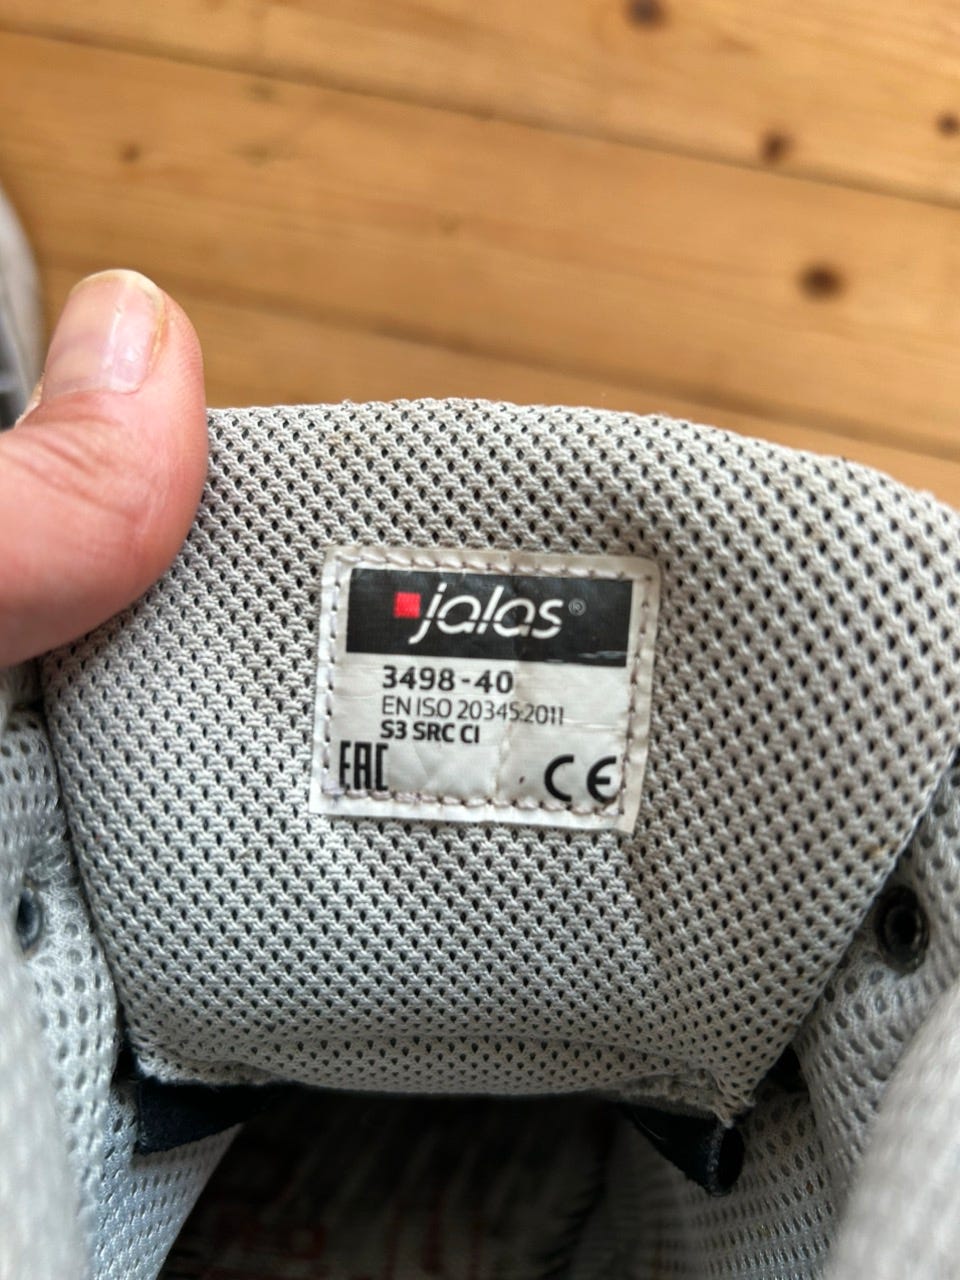 jalas®
3498-40
EN ISO 20345:2011
S3 SRC CI
EAC
CE